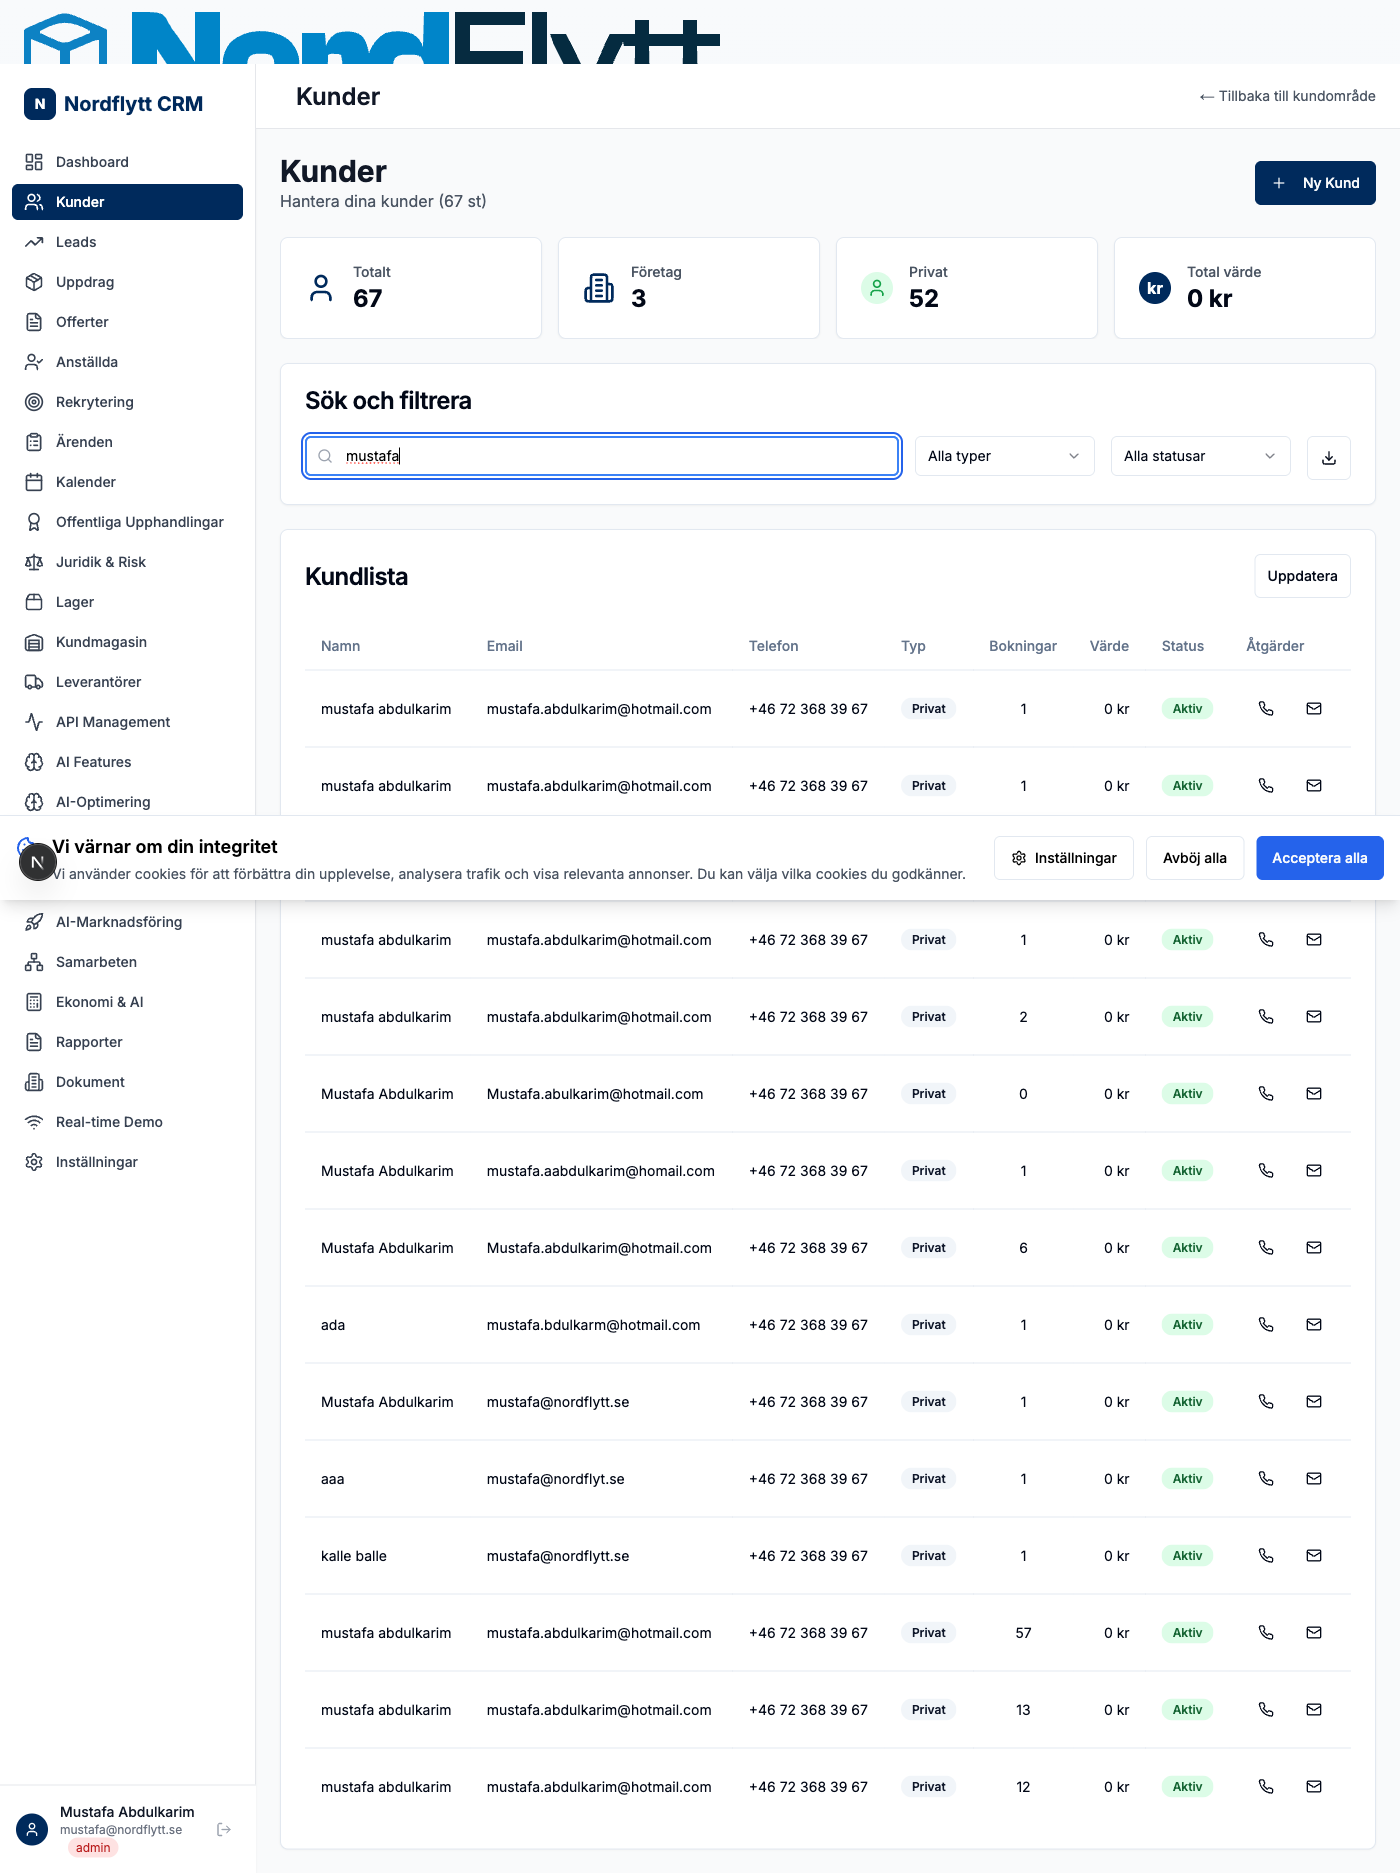 NordFlytt
N Nordflytt CRM
Kunder
← Tillbaka till kundområde
Dashboard
Kunder
Leads
Uppdrag
Offerter
Anställda
Rekrytering
Ärenden
Kalender
Offentliga Upphandlingar
Juridik & Risk
Lager
Kundmagasin
Leverantörer
API Management
AI Features
AI-Optimering
AI-Marknadsföring
Samarbeten
Ekonomi & AI
Rapporter
Dokument
Real-time Demo
Inställningar
Mustafa Abdulkarim
mustafa@nordflytt.se
admin
Kunder
Hantera dina kunder (67 st)
Ny Kund
Totalt
67
Företag
3
Privat
52
kr
Total värde
0 kr
Sök och filtrera
mustafa
Alla typer
Alla statusar
Kundlista
Uppdatera
Namn Email Telefon Typ Bokningar Värde Status Åtgärder
mustafa abdulkarim mustafa.abdulkarim@hotmail.com +46 72 368 39 67 Privat 1 0 kr Aktiv
mustafa abdulkarim mustafa.abdulkarim@hotmail.com +46 72 368 39 67 Privat 1 0 kr Aktiv
N
Vi värnar om din integritet
Vi använder cookies för att förbättra din upplevelse, analysera trafik och visa relevanta annonser. Du kan välja vilka cookies du godkänner.
Inställningar
Avböj alla
Acceptera alla
mustafa abdulkarim mustafa.abdulkarim@hotmail.com +46 72 368 39 67 Privat 1 0 kr Aktiv
mustafa abdulkarim mustafa.abdulkarim@hotmail.com +46 72 368 39 67 Privat 2 0 kr Aktiv
Mustafa Abdulkarim Mustafa.abulkarim@hotmail.com +46 72 368 39 67 Privat 0 0 kr Aktiv
Mustafa Abdulkarim mustafa.aabdulkarim@homail.com +46 72 368 39 67 Privat 1 0 kr Aktiv
Mustafa Abdulkarim Mustafa.abdulkarim@hotmail.com +46 72 368 39 67 Privat 6 0 kr Aktiv
ada mustafa.bdulkarm@hotmail.com +46 72 368 39 67 Privat 1 0 kr Aktiv
Mustafa Abdulkarim mustafa@nordflytt.se +46 72 368 39 67 Privat 1 0 kr Aktiv
aaa mustafa@nordflyt.se +46 72 368 39 67 Privat 1 0 kr Aktiv
kalle balle mustafa@nordflytt.se +46 72 368 39 67 Privat 1 0 kr Aktiv
mustafa abdulkarim mustafa.abdulkarim@hotmail.com +46 72 368 39 67 Privat 57 0 kr Aktiv
mustafa abdulkarim mustafa.abdulkarim@hotmail.com +46 72 368 39 67 Privat 13 0 kr Aktiv
mustafa abdulkarim mustafa.abdulkarim@hotmail.com +46 72 368 39 67 Privat 12 0 kr Aktiv